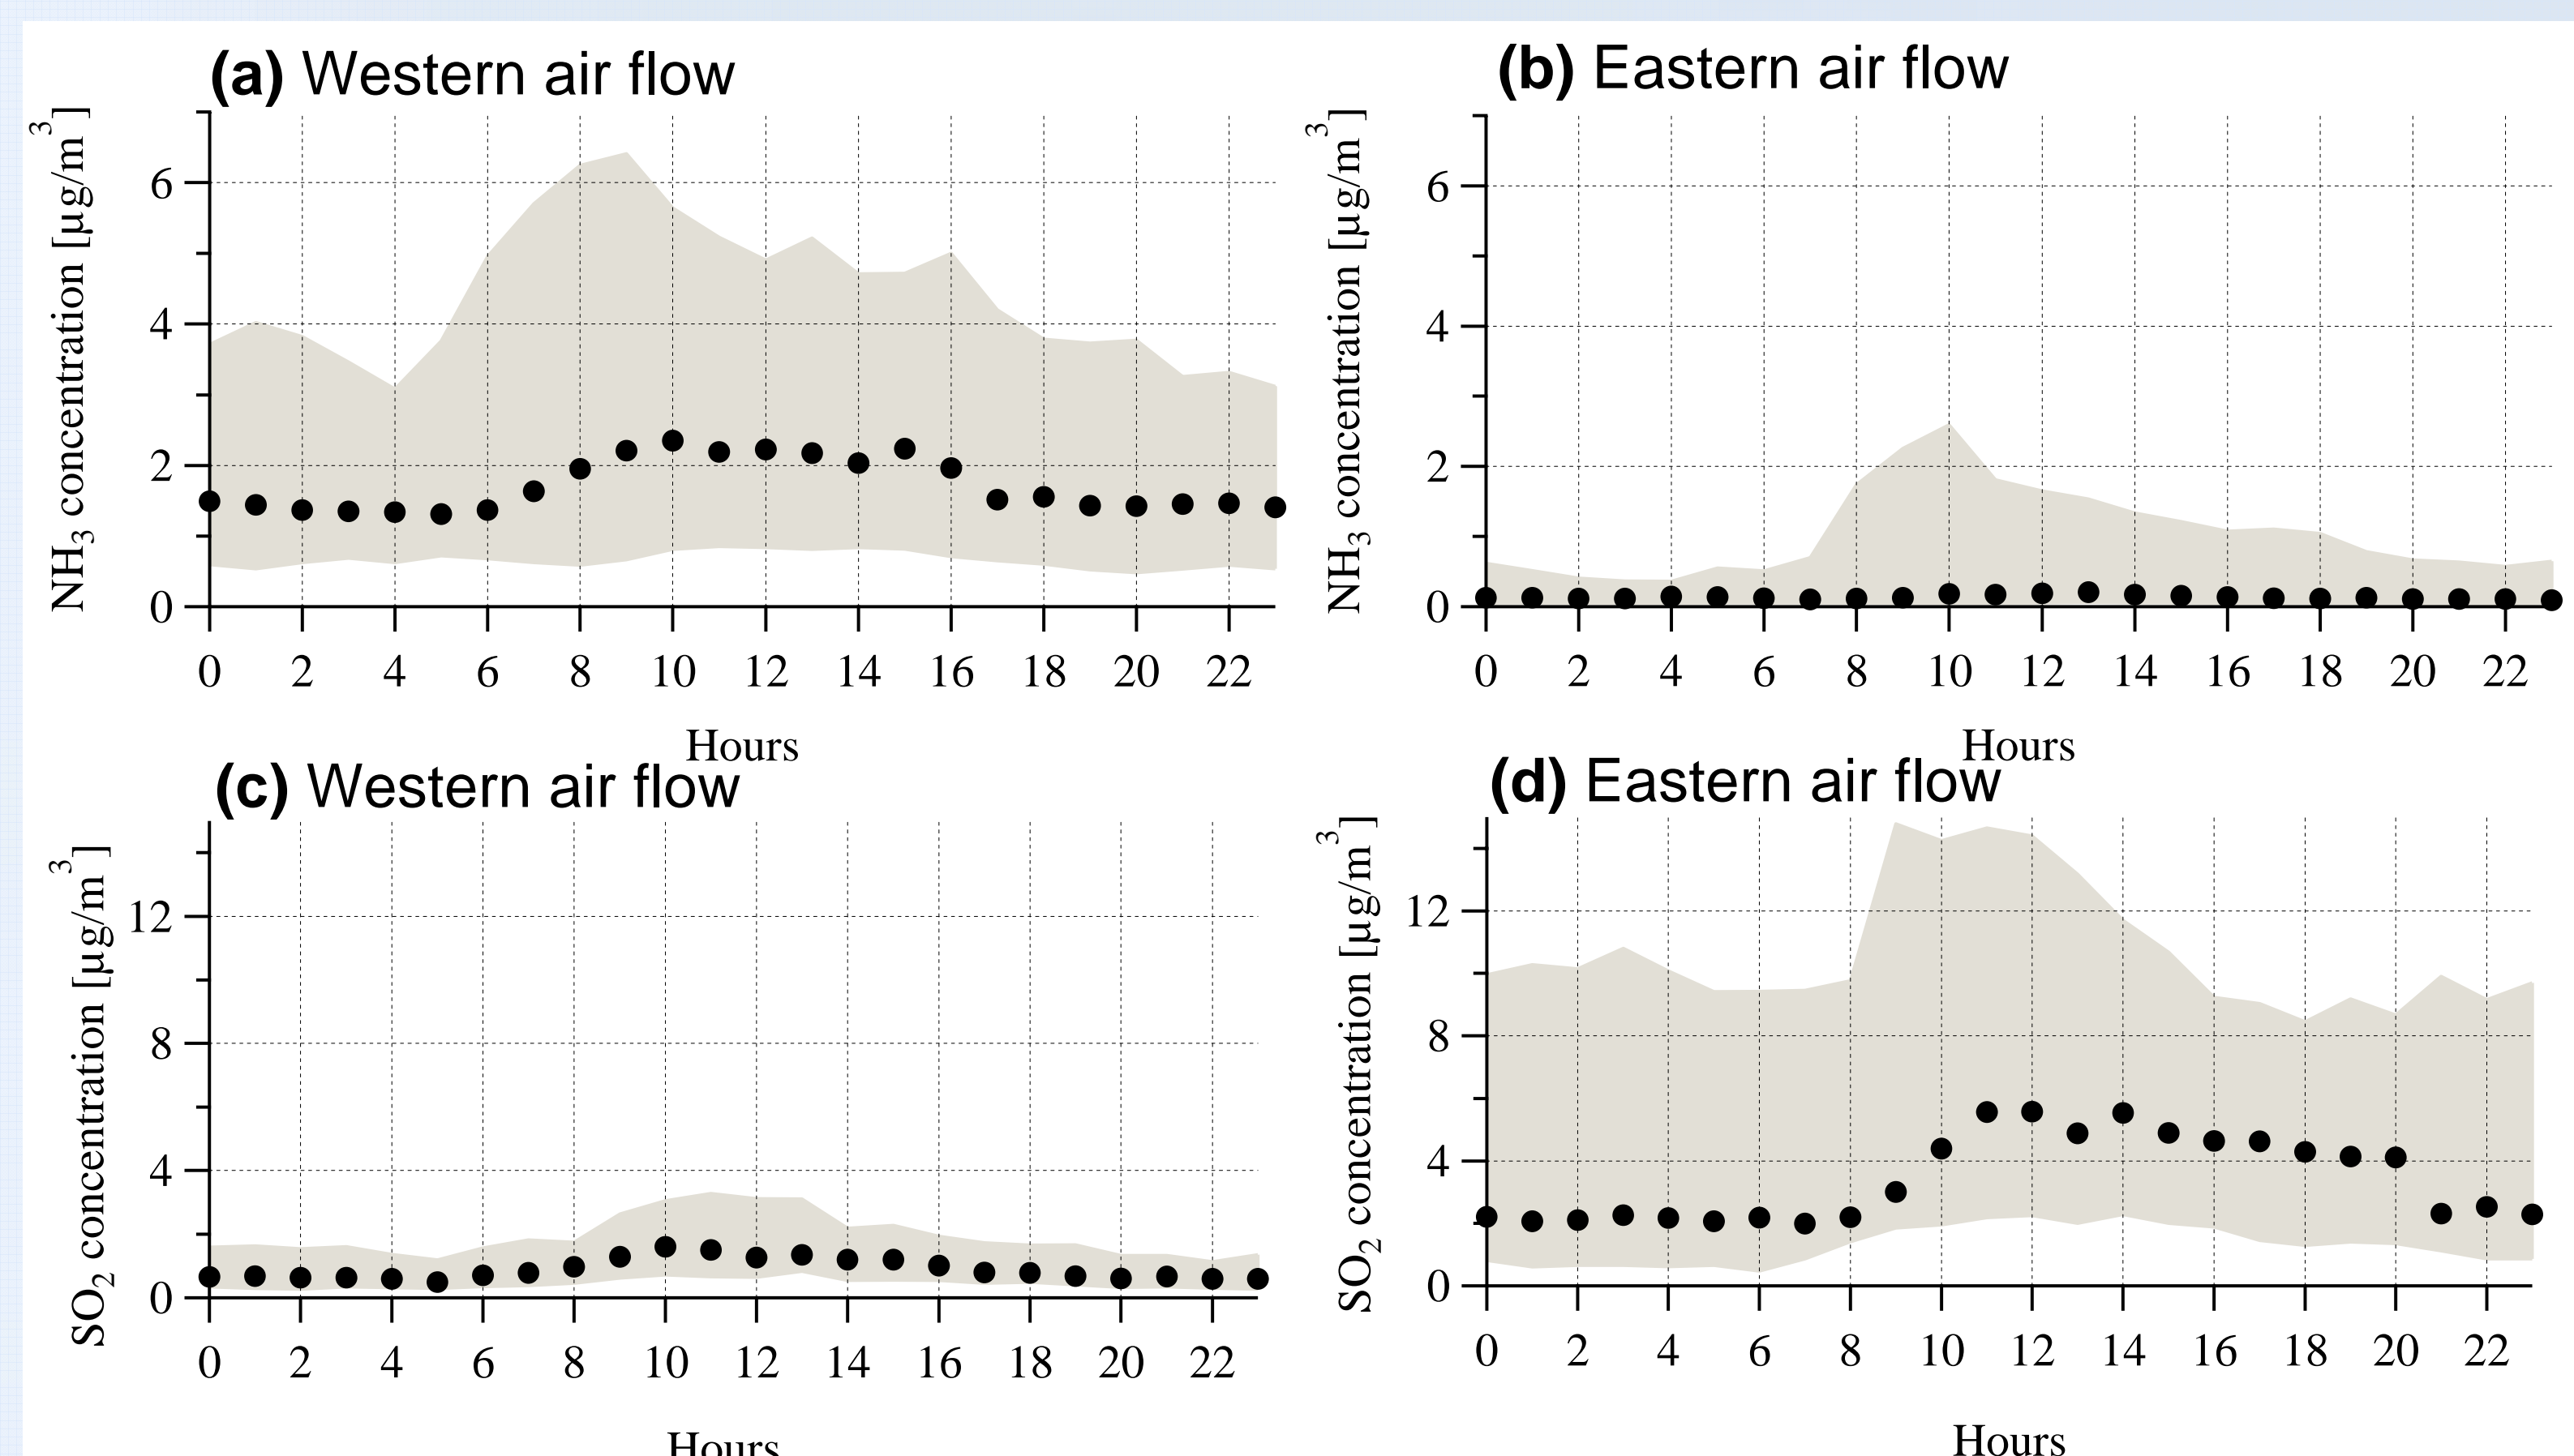 (a) Western air flow
NH3 concentration [µg/m3]
6
4
2
0
0 2 4 6 8 10 12 14 16 18 20 22
Hours
(b) Eastern air flow
NH3 concentration [µg/m3]
6
4
2
0
0 2 4 6 8 10 12 14 16 18 20 22
Hours
(c) Western air flow
SO2 concentration [µg/m3]
12
8
4
0
0 2 4 6 8 10 12 14 16 18 20 22
Hours
(d) Eastern air flow
SO2 concentration [µg/m3]
12
8
4
0
0 2 4 6 8 10 12 14 16 18 20 22
Hours